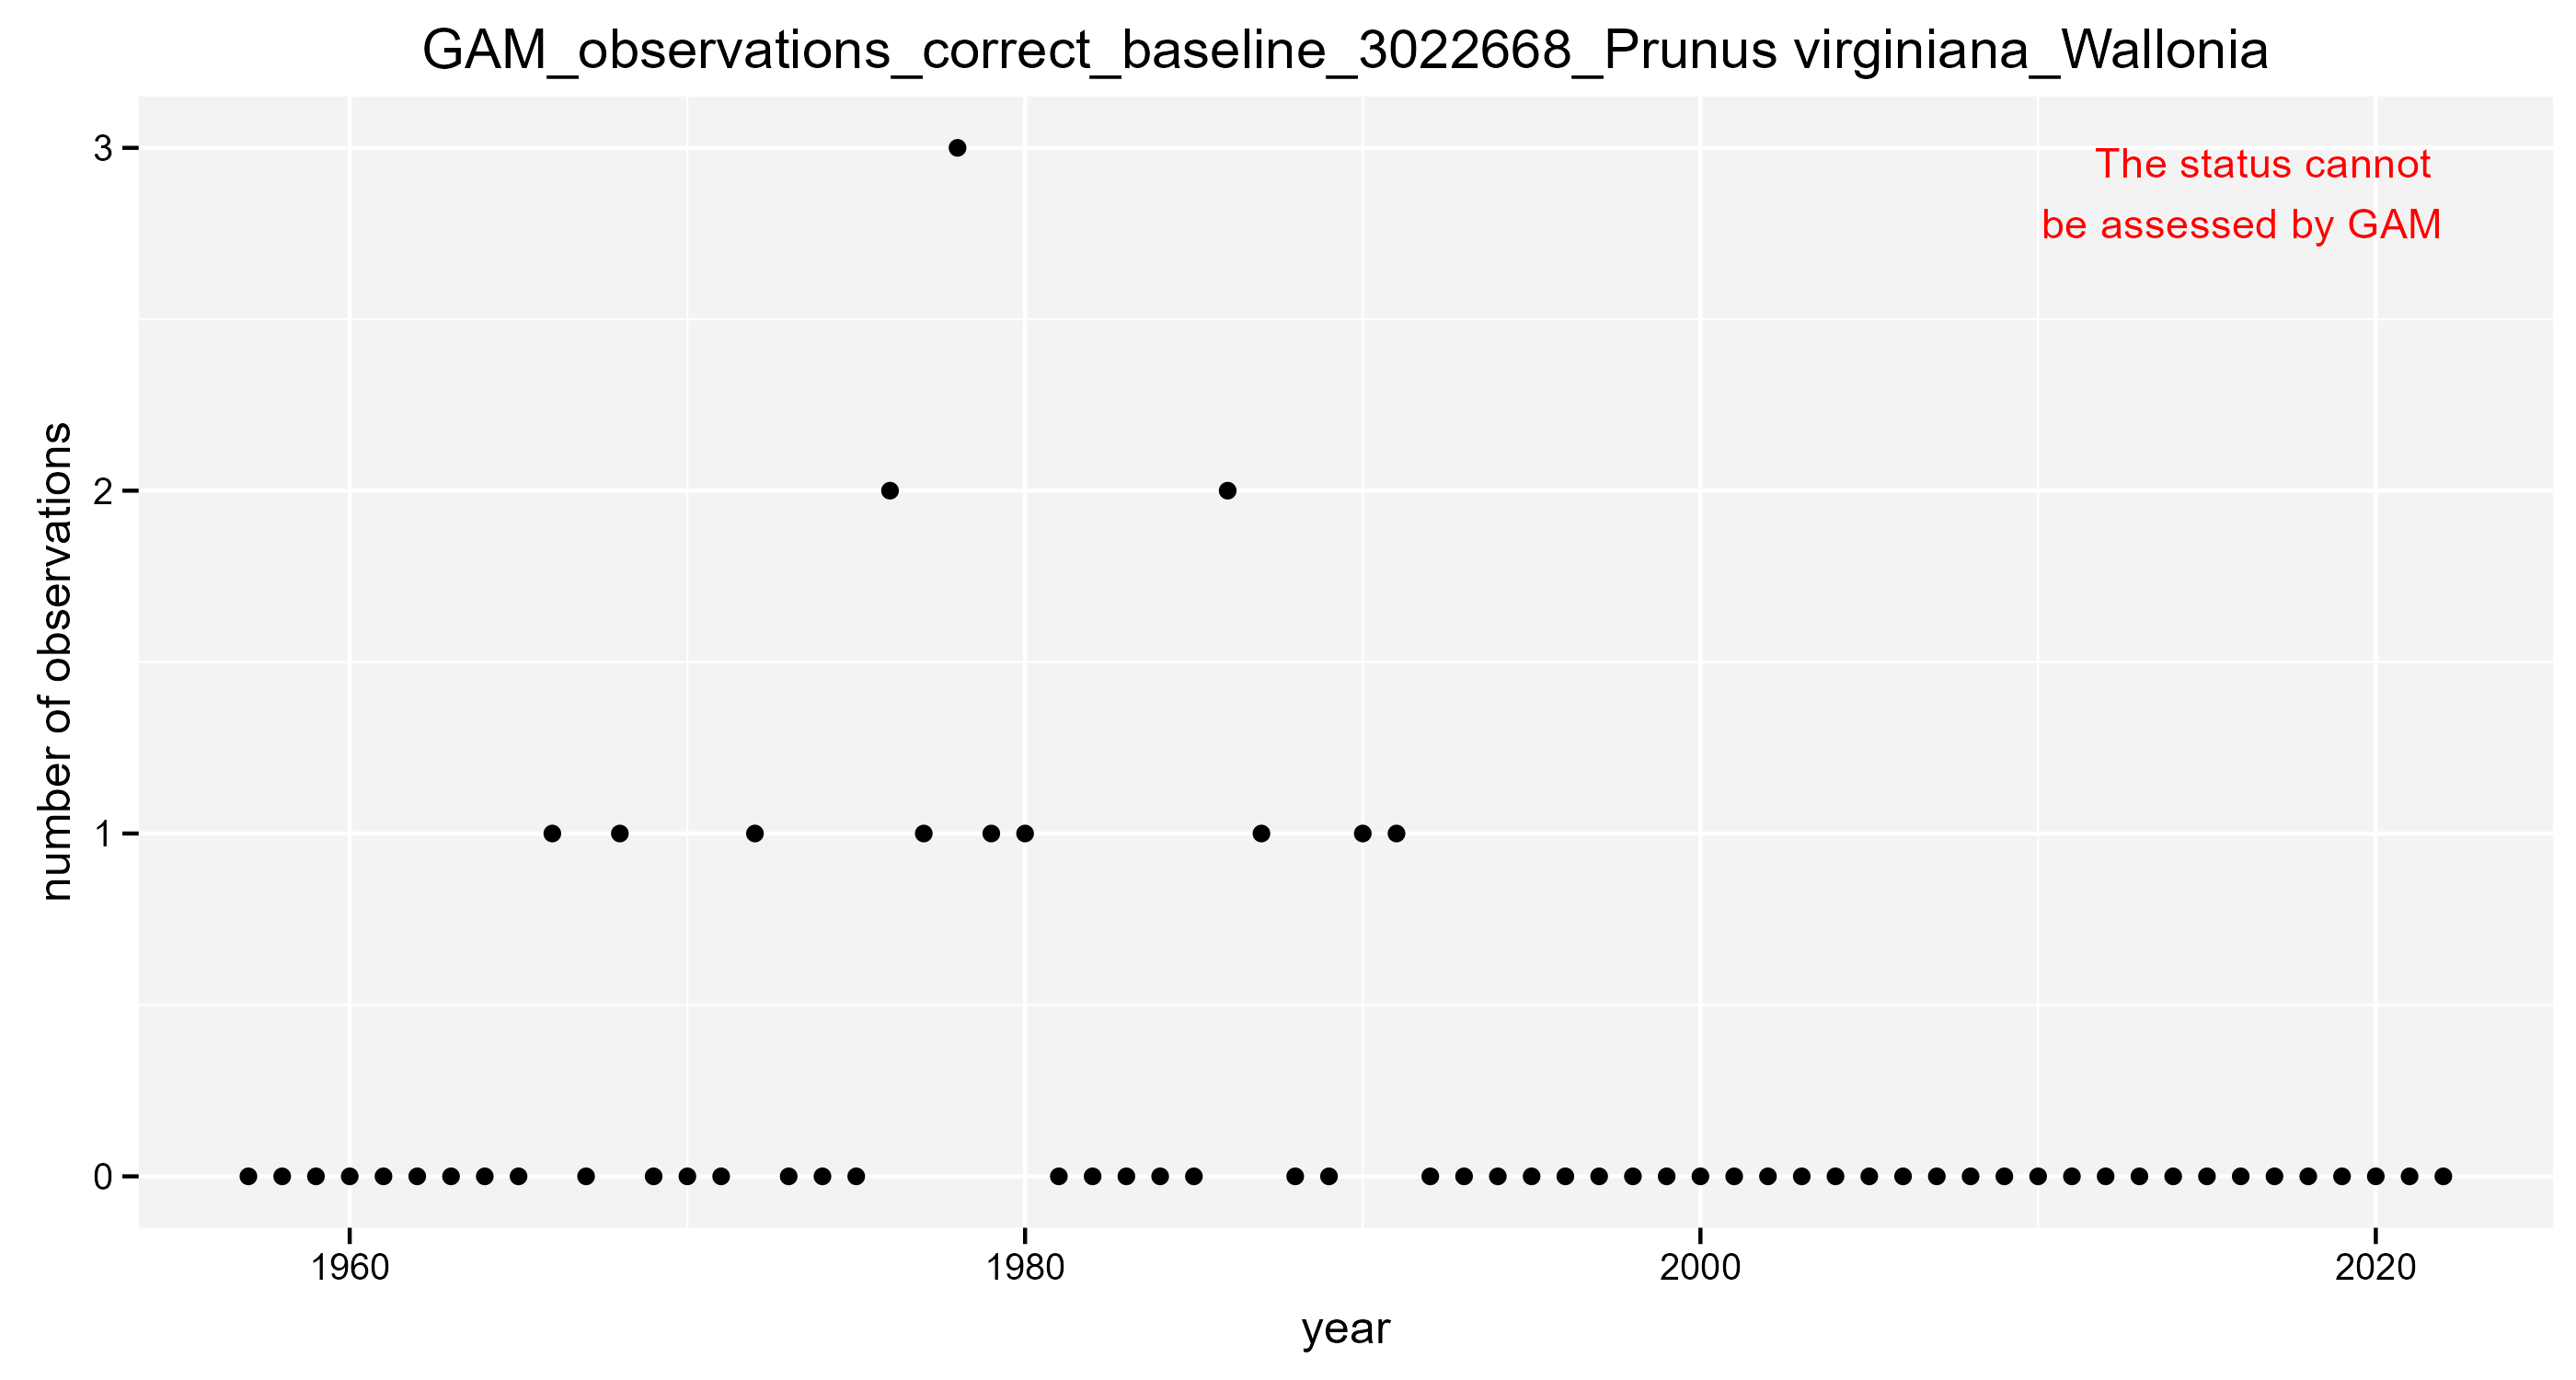 GAM_observations_correct_baseline_3022668_Prunus virginiana_Wallonia
The status cannot
be assessed by GAM
number of observations
3
2
1
0
1960
1980
2000
2020
year